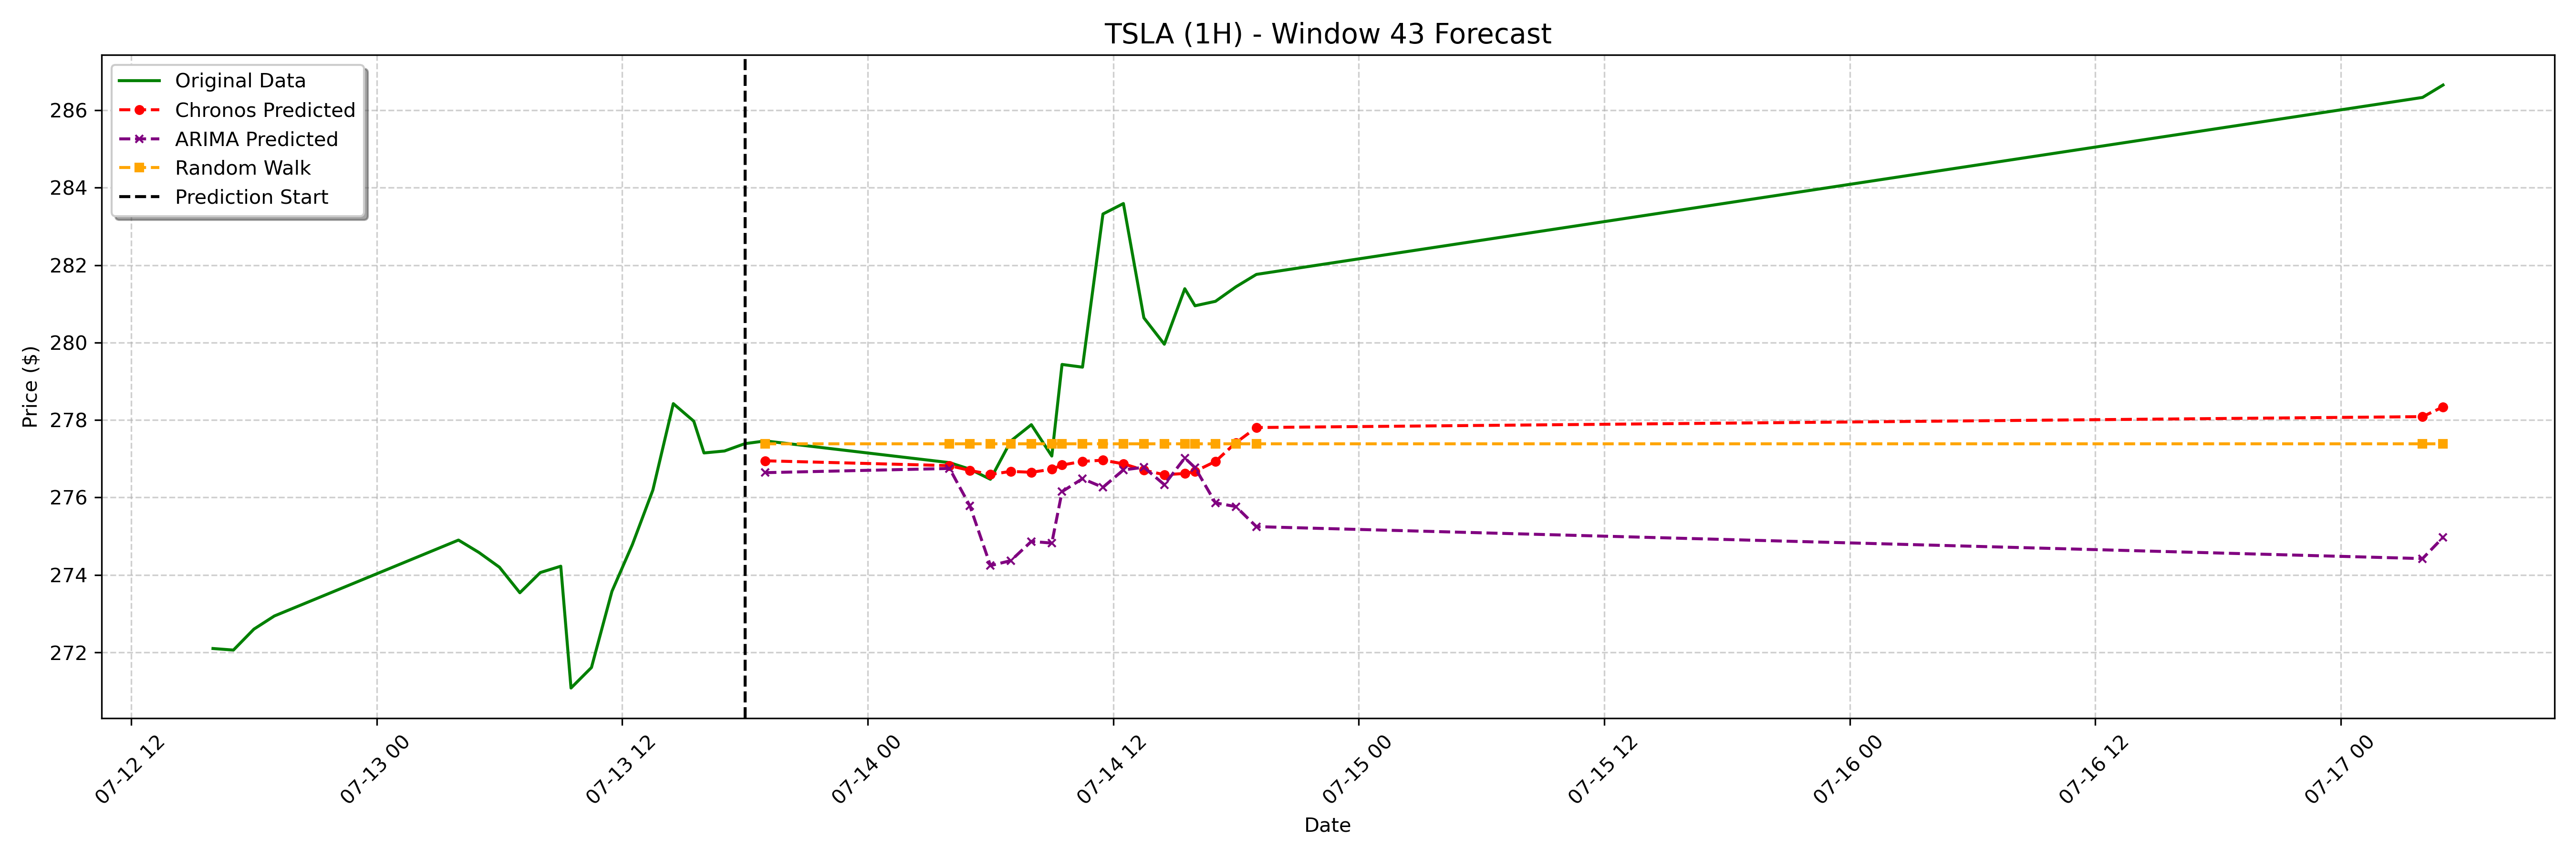 TSLA (1H) - Window 43 Forecast
Original Data
Chronos Predicted
ARIMA Predicted
Random Walk
Prediction Start
Price ($)
286
284
282
280
278
276
274
272
07-12 12
07-13 00
07-13 12
07-14 00
07-14 12
07-15 00
07-15 12
07-16 00
07-16 12
07-17 00
Date